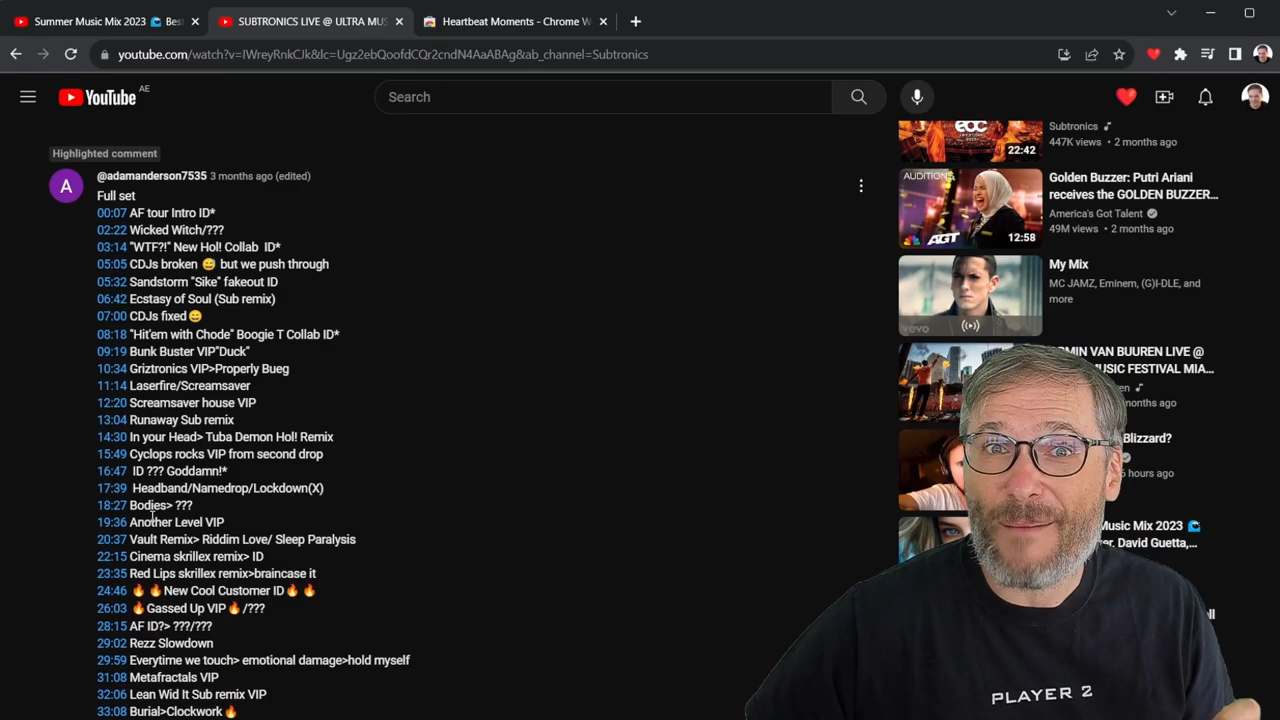 Summer Music Mix 2023 🌊 Bes
SUBTRONICS LIVE @ ULTRA MUS
Heartbeat Moments - Chrome W
youtube.com/watch?v=IWreyRnkCJk&lc=Ugz2ebQoofdCQr2cndN4AaABAg&ab_channel=Subtronics
YouTube AE
Search
Highlighted comment
A
@adamanderson7535 3 months ago (edited)
Full set
00:07 AF tour Intro ID*
02:22 Wicked Witch/???
03:14 "WTF?!" New Hol! Collab ID*
05:05 CDJs broken 😅 but we push through
05:32 Sandstorm "Sike" fakeout ID
06:42 Ecstasy of Soul (Sub remix)
07:00 CDJs fixed😄
08:18 "Hit'em with Chode" Boogie T Collab ID*
09:19 Bunk Buster VIP"Duck"
10:34 Griztronics VIP>Properly Bueg
11:14 Laserfire/Screamsaver
12:20 Screamsaver house VIP
13:04 Runaway Sub remix
14:30 In your Head> Tuba Demon Hol! Remix
15:49 Cyclops rocks VIP from second drop
16:47 ID ??? Goddamn!*
17:39 Headband/Namedrop/Lockdown(X)
18:27 Bodies> ???
19:36 Another Level VIP
20:37 Vault Remix> Riddim Love/ Sleep Paralysis
22:15 Cinema skrillex remix> ID
23:35 Red Lips skrillex remix>braincase it
24:46 🔥 🔥New Cool Customer ID🔥 🔥
26:03 🔥Gassed Up VIP🔥/???
28:15 AF ID?> ???/???
29:02 Rezz Slowdown
29:59 Everytime we touch> emotional damage>hold myself
31:08 Metafractals VIP
32:06 Lean Wid It Sub remix VIP
33:08 Burial>Clockwork🔥
EDC
22:42
Subtronics
447K views • 2 months ago
AUDITIONS
AGT
12:58
Golden Buzzer: Putri Ariani
receives the GOLDEN BUZZER...
America's Got Talent
49M views • 2 months ago
vevo
My Mix
MC JAMZ, Eminem, (G)I-DLE, and
more
MIN VAN BUUREN LIVE @
MUSIC FESTIVAL MIA...
months ago
Blizzard?
hours ago
Music Mix 2023 🌊
, David Guetta,...
PLAYER 2